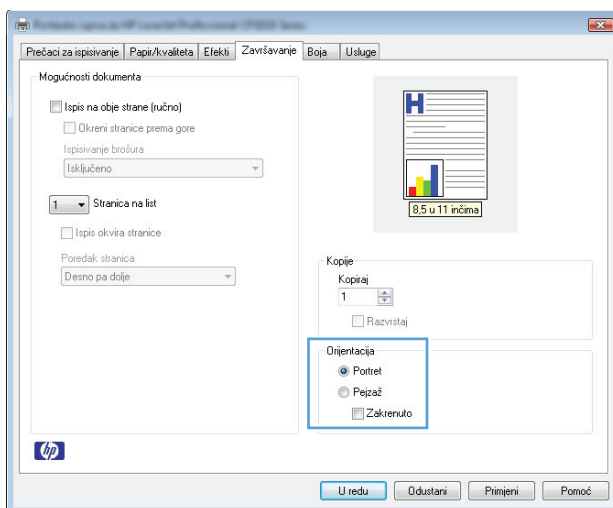 Prečaci za ispisivanje Papir/kvaliteta Efekti Završavanje Boja Usluge
Mogućnosti dokumenta
Ispis na obje strane (ručno)
Okreni stranice prema gore
Ispisivanje brošura
Isključeno
1 Stranica na list
Ispis okvira stranice
Poredak stranica
Desno pa dolje
H
8,5 u 11 inčima
Kopije
Kopiraj
1
Razvrstaj
Orijentacija
Portret
Pejzaž
Zakrenuto
hp
U redu Odustani Primijeni Pomoć